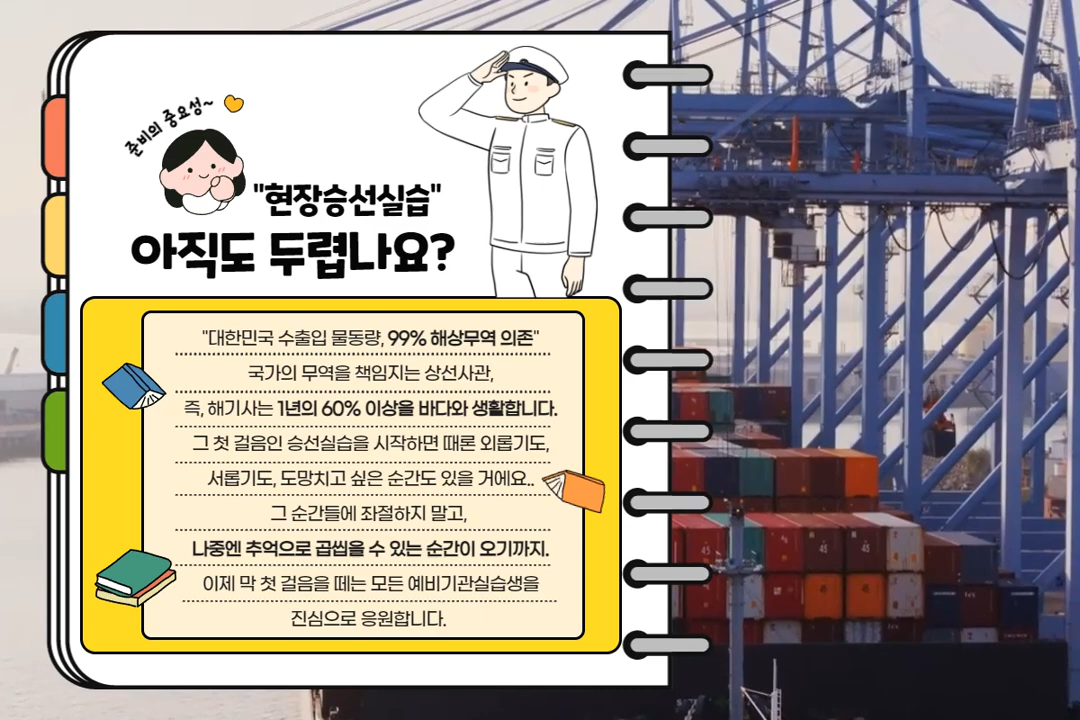 준비의 중요성~
"현장승선실습"
아직도 두렵나요?
"대한민국 수출입 물동량, 99% 해상무역 의존"
국가의 무역을 책임지는 상선사관,
즉, 해기사는 1년의 60% 이상을 바다와 생활합니다.
그 첫 걸음인 승선실습을 시작하면 때론 외롭기도,
서롭기도, 도망치고 싶은 순간도 있을 거에요..
그 순간들에 좌절하지 말고,
나중엔 추억으로 곱씹을 수 있는 순간이 오기까지.
이제 막 첫 걸음을 떼는 모든 예비기관실습생을
진심으로 응원합니다.
45
45
45